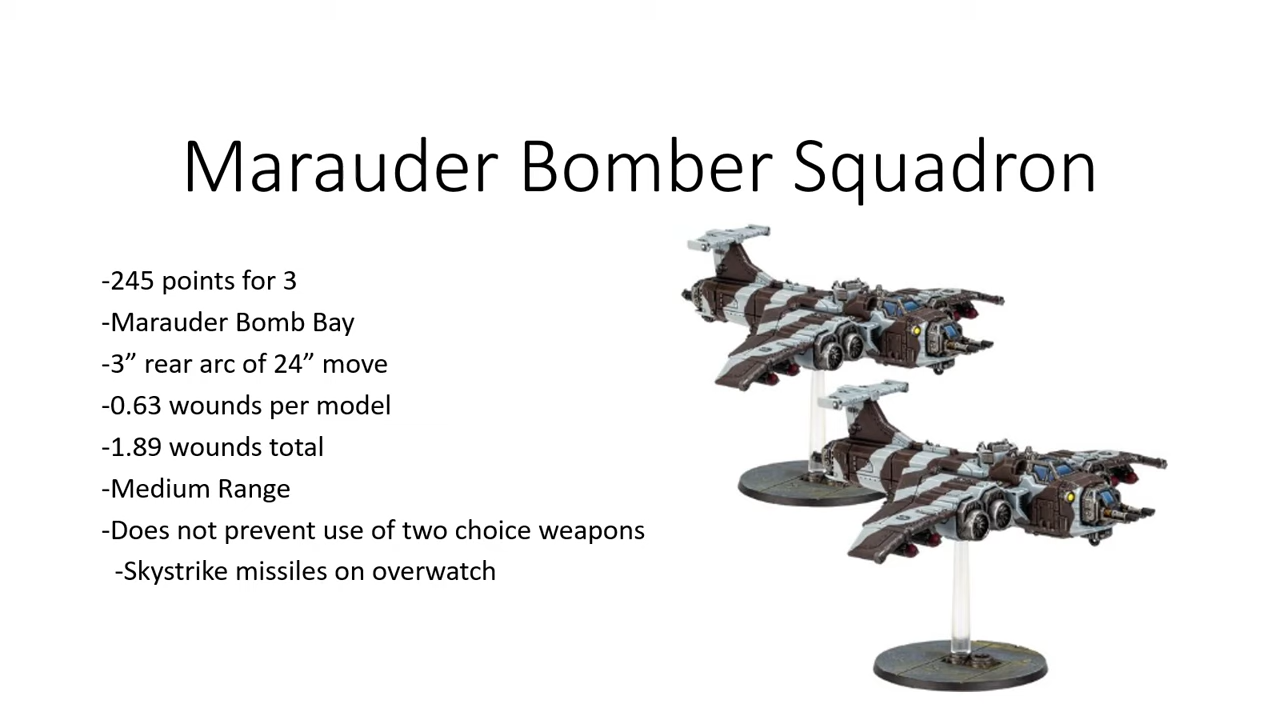 Marauder Bomber Squadron
-245 points for 3
-Marauder Bomb Bay
-3” rear arc of 24” move
-0.63 wounds per model
-1.89 wounds total
-Medium Range
-Does not prevent use of two choice weapons
-Skystrike missiles on overwatch